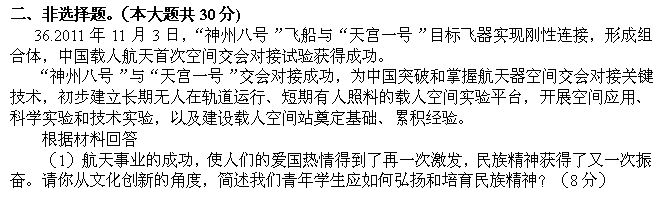 二、非选择题。（本大题共 30 分）
36.2011 年 11 月 3 日，“神州八号”飞船与“天宫一号”目标飞器实现刚性连接，形成组
合体，中国载人航天首次空间交会对接试验获得成功。
“神州八号”与“天宫一号”交会对接成功，为中国突破和掌握航天器空间交会对接关键
技术，初步建立长期无人在轨道运行、短期有人照料的载人空间实验平台，开展空间应用、
科学实验和技术实验，以及建设载人空间站奠定基础、累积经验。
根据材料回答
（1）航天事业的成功，使人们的爱国热情得到了再一次激发，民族精神获得了又一次振
奋。请你从文化创新的角度，简述我们青年学生应如何弘扬和培育民族精神？（8 分）